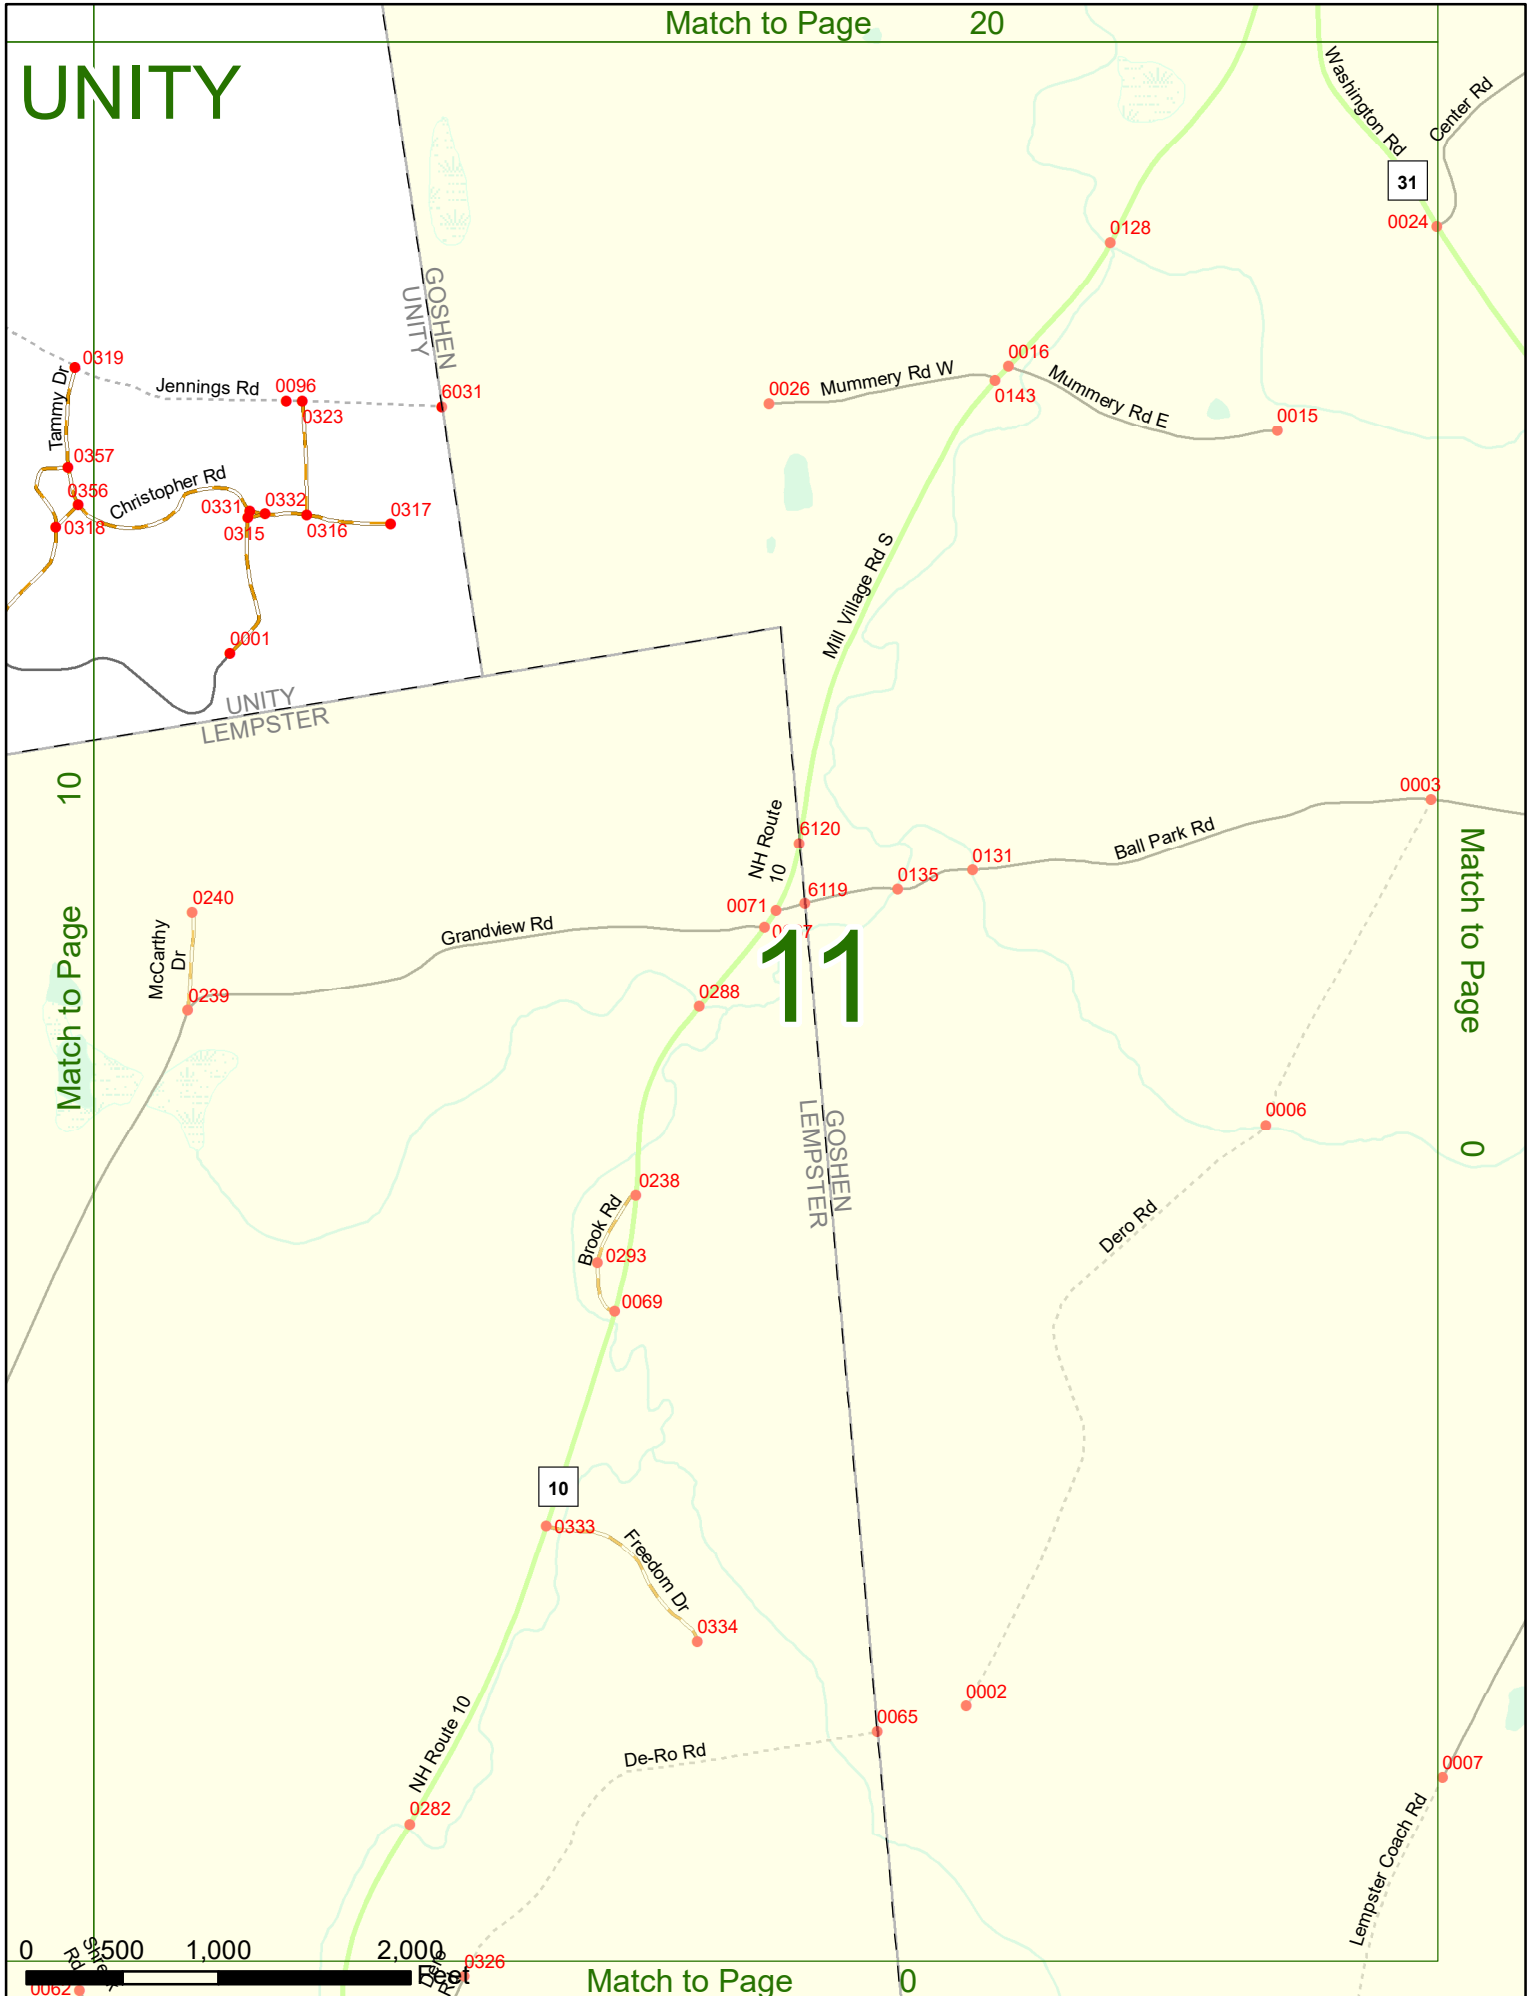 Match to Page 20
UNITY
Washington Rd
Center Rd
31
0024
0128
GOSHEN
UNITY
0319
Tammy Dr
Jennings Rd
0096
0323
6031
0026
Mummery Rd W
0016
0143
Mummery Rd E
0015
0357
0356
Christopher Rd
0318
0331
0332
0315
0316
0317
Mill Village Rd S
0001
UNITY
LEMPSTER
Match to Page 10
0003
NH Route
10
6120
Ball Park Rd
0131
0135
6119
0071
0240
McCarthy
Dr
Grandview Rd
11
0239
0288
Match to Page 0
GOSHEN
LEMPSTER
0006
0238
Brook Rd
0293
0069
Dero Rd
10
0333
Freedom Dr
0334
NH Route 10
0002
0065
De-Ro Rd
0007
0282
Lempster Coach Rd
0 500 1,000 2,000
Feet
Rd
0062
Dero
Rd
0326
Match to Page 0